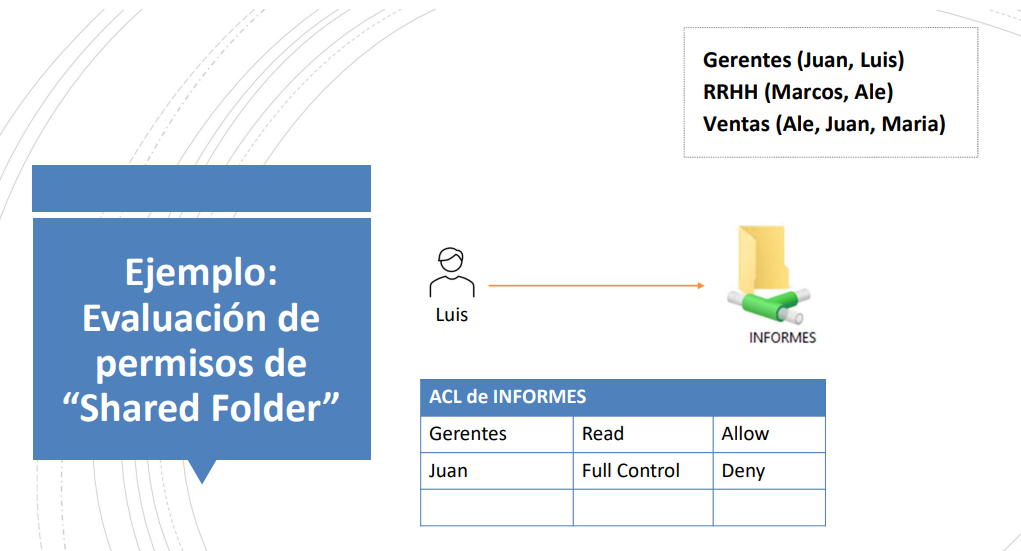 Gerentes (Juan, Luis)
RRHH (Marcos, Ale)
Ventas (Ale, Juan, Maria)
Ejemplo:
Evaluación de
permisos de
“Shared Folder”
Luis
INFORMES
ACL de INFORMES
Gerentes Read Allow
Juan Full Control Deny